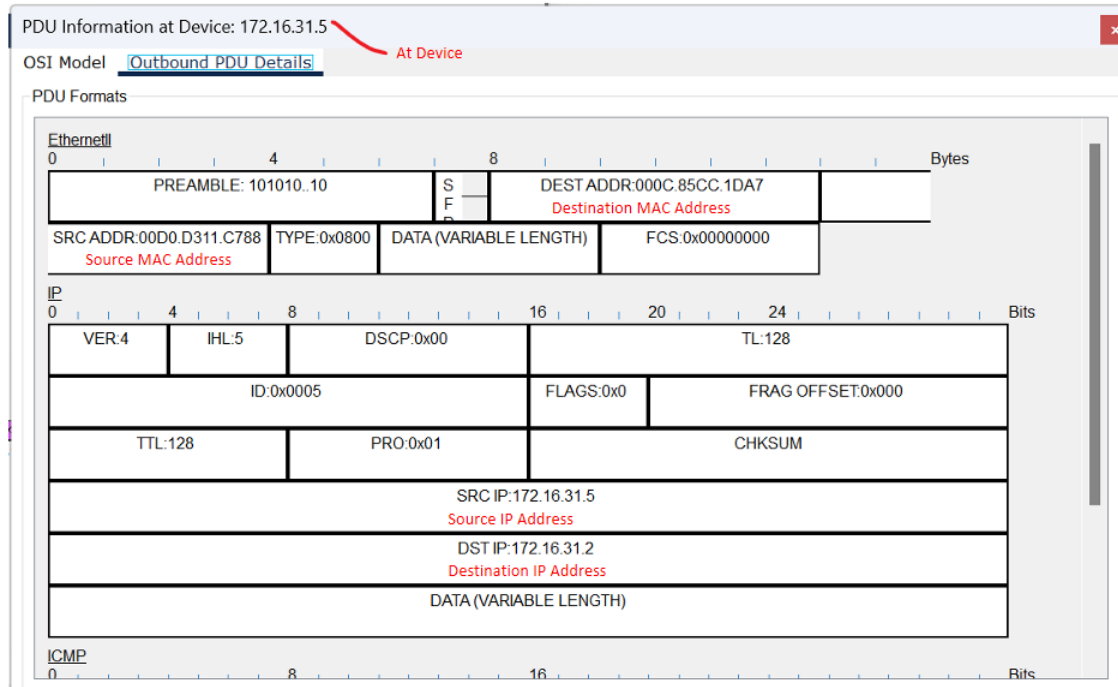 PDU Information at Device: 172.16.31.5
At Device
OSI Model Outbound PDU Details
PDU Formats
EthernetII
0 4 8 Bytes
PREAMBLE: 101010..10 SF DEST ADDR:000C.85CC.1DA7
Destination MAC Address
SRC ADDR:00D0.D311.C788 TYPE:0x0800 DATA (VARIABLE LENGTH) FCS:0x00000000
Source MAC Address
IP
0 4 8 16 20 24 Bits
VER:4 IHL:5 DSCP:0x00 TL:128
ID:0x0005 FLAGS:0x0 FRAG OFFSET:0x000
TTL:128 PRO:0x01 CHKSUM
SRC IP:172.16.31.5
Source IP Address
DST IP:172.16.31.2
Destination IP Address
DATA (VARIABLE LENGTH)
ICMP
0 8 16 Bits